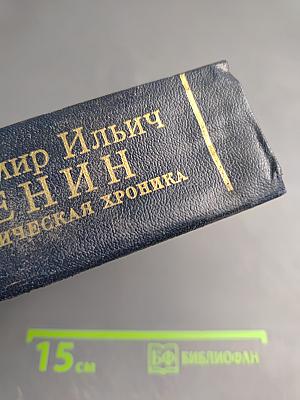 мир Ильич
ЕНИН
ическая хроника
15 см
БФ БИБЛИОФАН